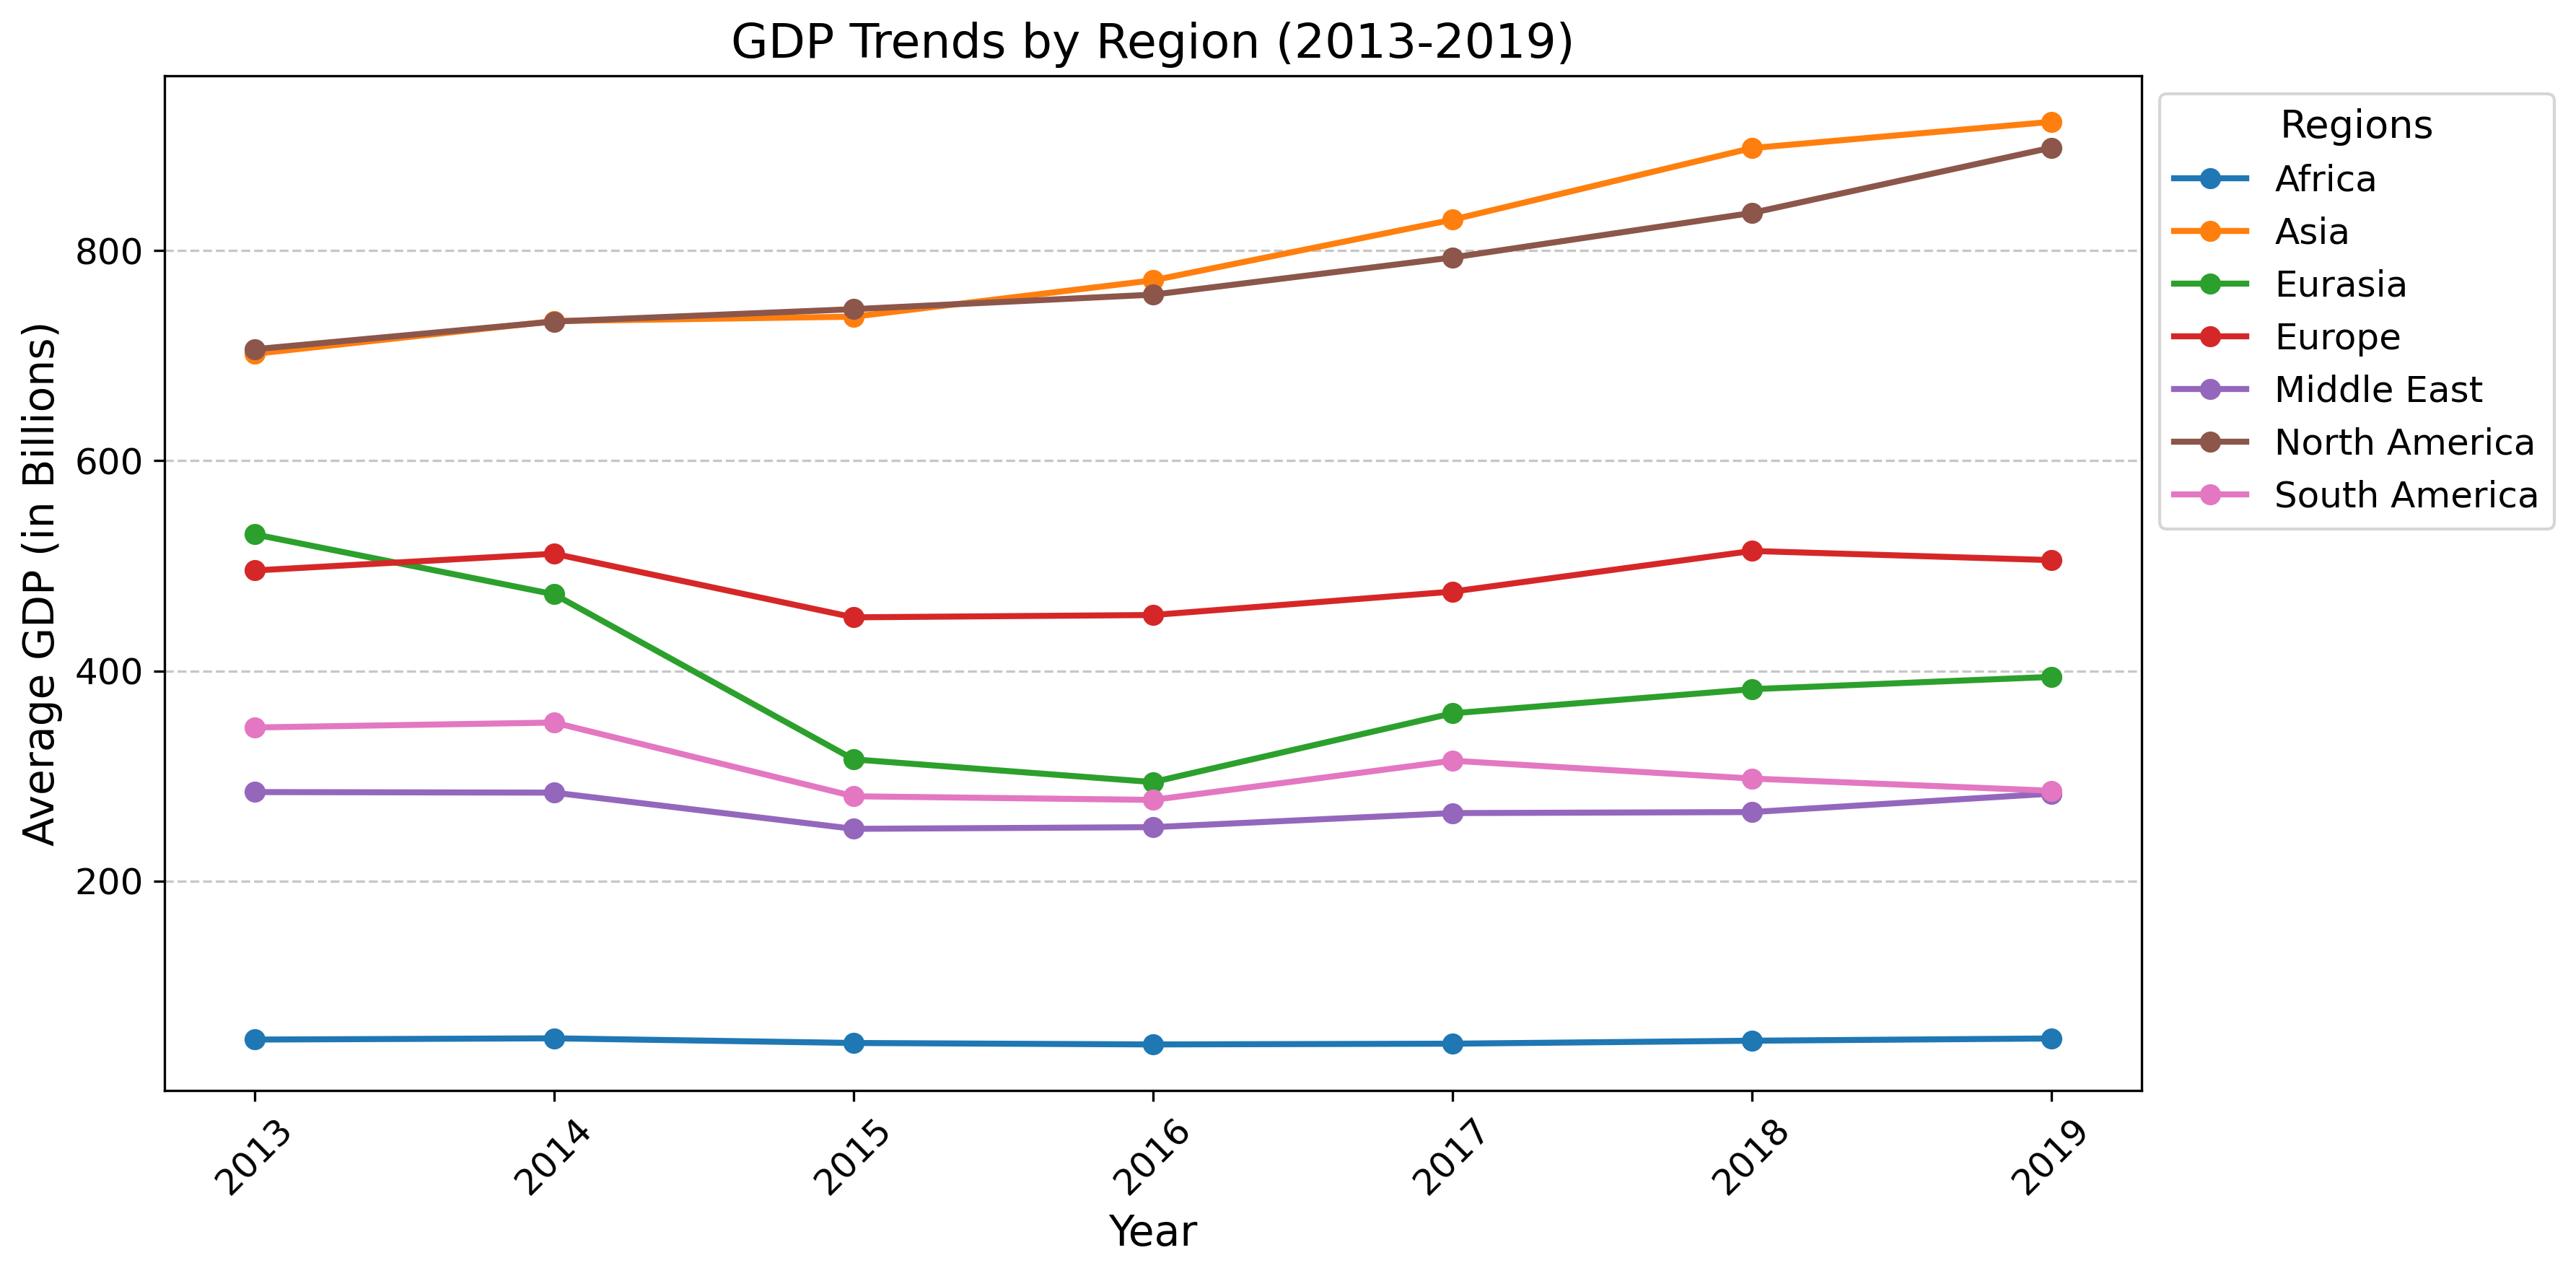 GDP Trends by Region (2013-2019)
Average GDP (in Billions)
800
600
400
200
2013
2014
2015
2016
2017
2018
2019
Year
Regions
Africa
Asia
Eurasia
Europe
Middle East
North America
South America